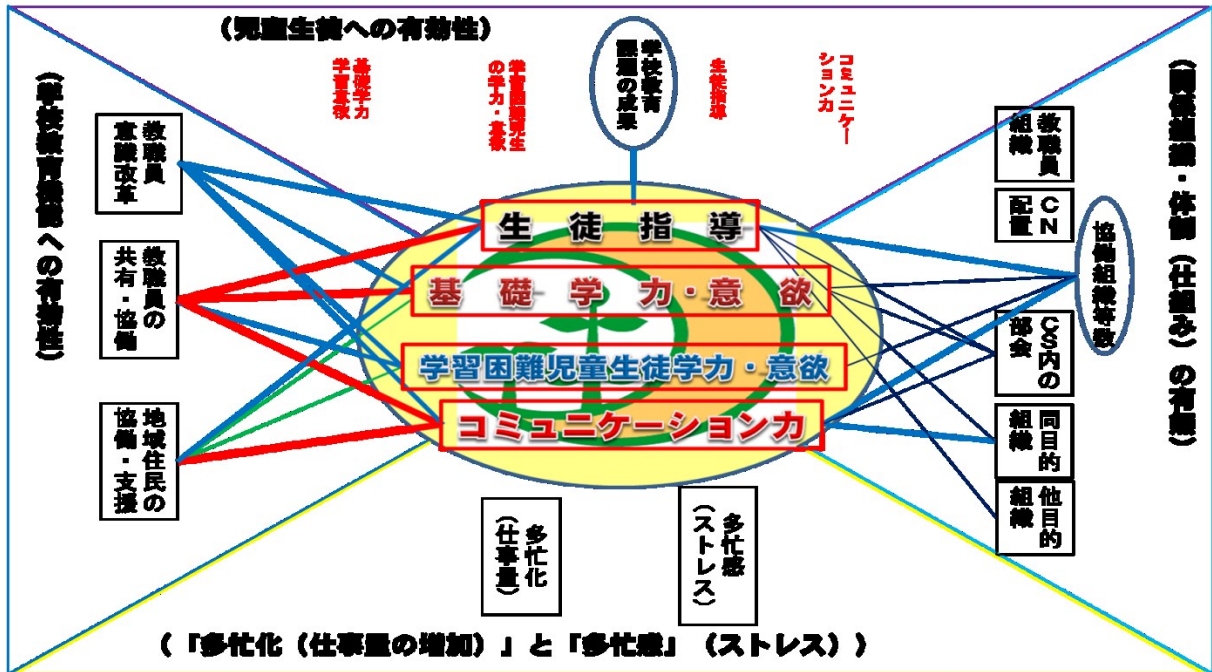 （児童生徒への有効性）
基礎学力
学習意欲
学習困難児生
の学力・意欲
学校教育
課題の成果
生徒指導
コミュニケー
ションカ
（学校教育機能への有効性）
教職員
意識改革
教職員の
共有・協働
地域住民の
協働・支援
生徒指導
基礎学力・意欲
学習困難児童生徒学力・意欲
コミュニケーション力
（関係組織・体制（仕組み）の有無）
教職員
組織
CN
配置
協働組織等数
CS内の
部会
同目的
組織
他目的
組織
多忙化
（仕事量）
多忙感
（ストレス）
（「多忙化（仕事量の増加）」と「多忙感」（ストレス））